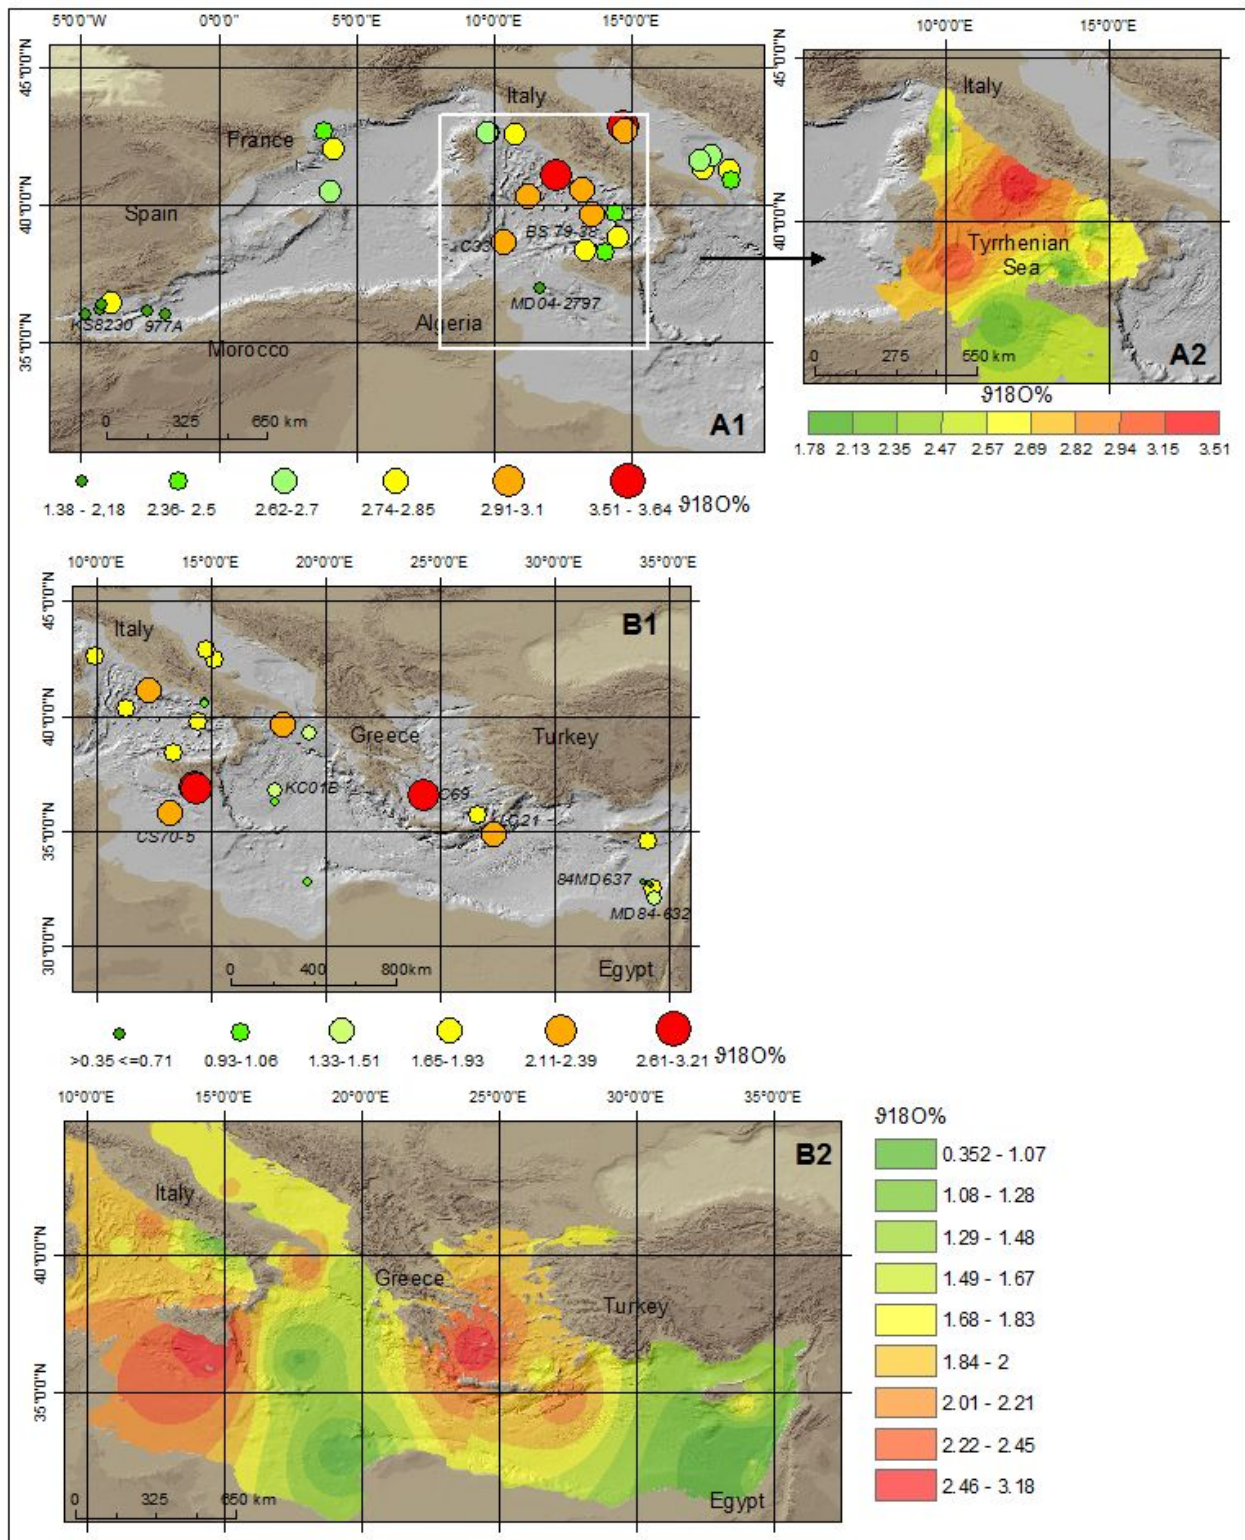 5°0'0"W 0°0'0"E 5°0'0"E 10°0'0"E 15°0'0"E
45°0'0"N
40°0'0"N
35°0'0"N
Italy
France
Spain
C33
BS 79-38
MD04-2797
KS8230 977A
Algeria
Morocco
0 325 650 km
A1
10°0'0"E 15°0'0"E
45°0'0"N
40°0'0"N
Italy
Tyrrhenian
Sea
0 275 550 km
A2
ϑ18O%
1.78 2.13 2.35 2.47 2.57 2.69 2.82 2.94 3.15 3.51
1.38 - 2,18 2.36- 2.5 2.62-2.7 2.74-2.85 2.91-3.1 3.51 - 3.64 ϑ18O%
10°0'0"E 15°0'0"E 20°0'0"E 25°0'0"E 30°0'0"E 35°0'0"E
45°0'0"N
40°0'0"N
35°0'0"N
30°0'0"N
B1
Italy
Greece
Turkey
KC01B
C69
LC21
CS70-5
84MD637
MD84-632
0 400 800km
Egypt
>0.35 <=0.71 0.93-1.06 1.33-1.51 1.65-1.93 2.11-2.39 2.61-3.21 ϑ18O%
10°0'0"E 15°0'0"E 20°0'0"E 25°0'0"E 30°0'0"E 35°0'0"E
40°0'0"N
35°0'0"N
B2
Italy
Greece
Turkey
Egypt
0 325 650 km
ϑ18O%
0.352 - 1.07
1.08 - 1.28
1.29 - 1.48
1.49 - 1.67
1.68 - 1.83
1.84 - 2
2.01 - 2.21
2.22 - 2.45
2.46 - 3.18